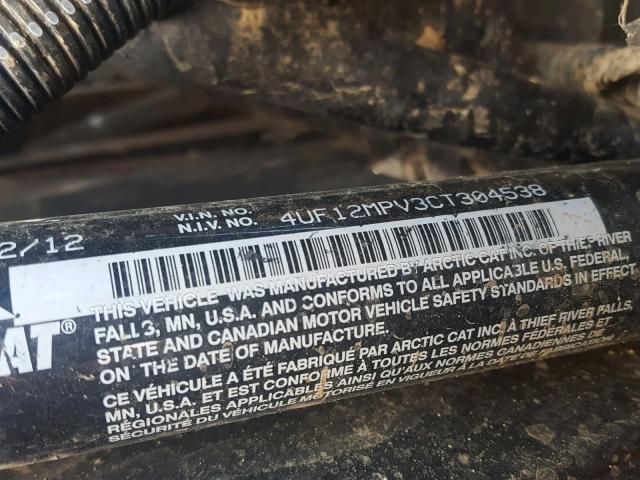 V.I.N. NO.
N.I.V. NO. 4UF12MPV3CT304538
2/12
AT®
THIS VEHICLE WAS MANUFACTURED BY ARCTIC CAT INC. OF THIEF RIVER
FALLS, MN, U.S.A. AND CONFORMS TO ALL APPLICABLE U.S. FEDERAL,
STATE AND CANADIAN MOTOR VEHICLE SAFETY STANDARDS IN EFFECT
ON THE DATE OF MANUFACTURE.
CE VÉHICULE A ÉTÉ FABRIQUÉ PAR ARCTIC CAT INC À THIEF RIVER FALLS,
MN, U.S.A. ET EST CONFORME À TOUTES LES NORMES FÉDÉRALES ET
RÉGIONALES APPLICABLES AINSI QU'AUX NORMES CANADIENNES DE
SÉCURITÉ DU VÉHICULE MOTORISÉ EN VIGUEUR À LA DATE DE FABRICATION.